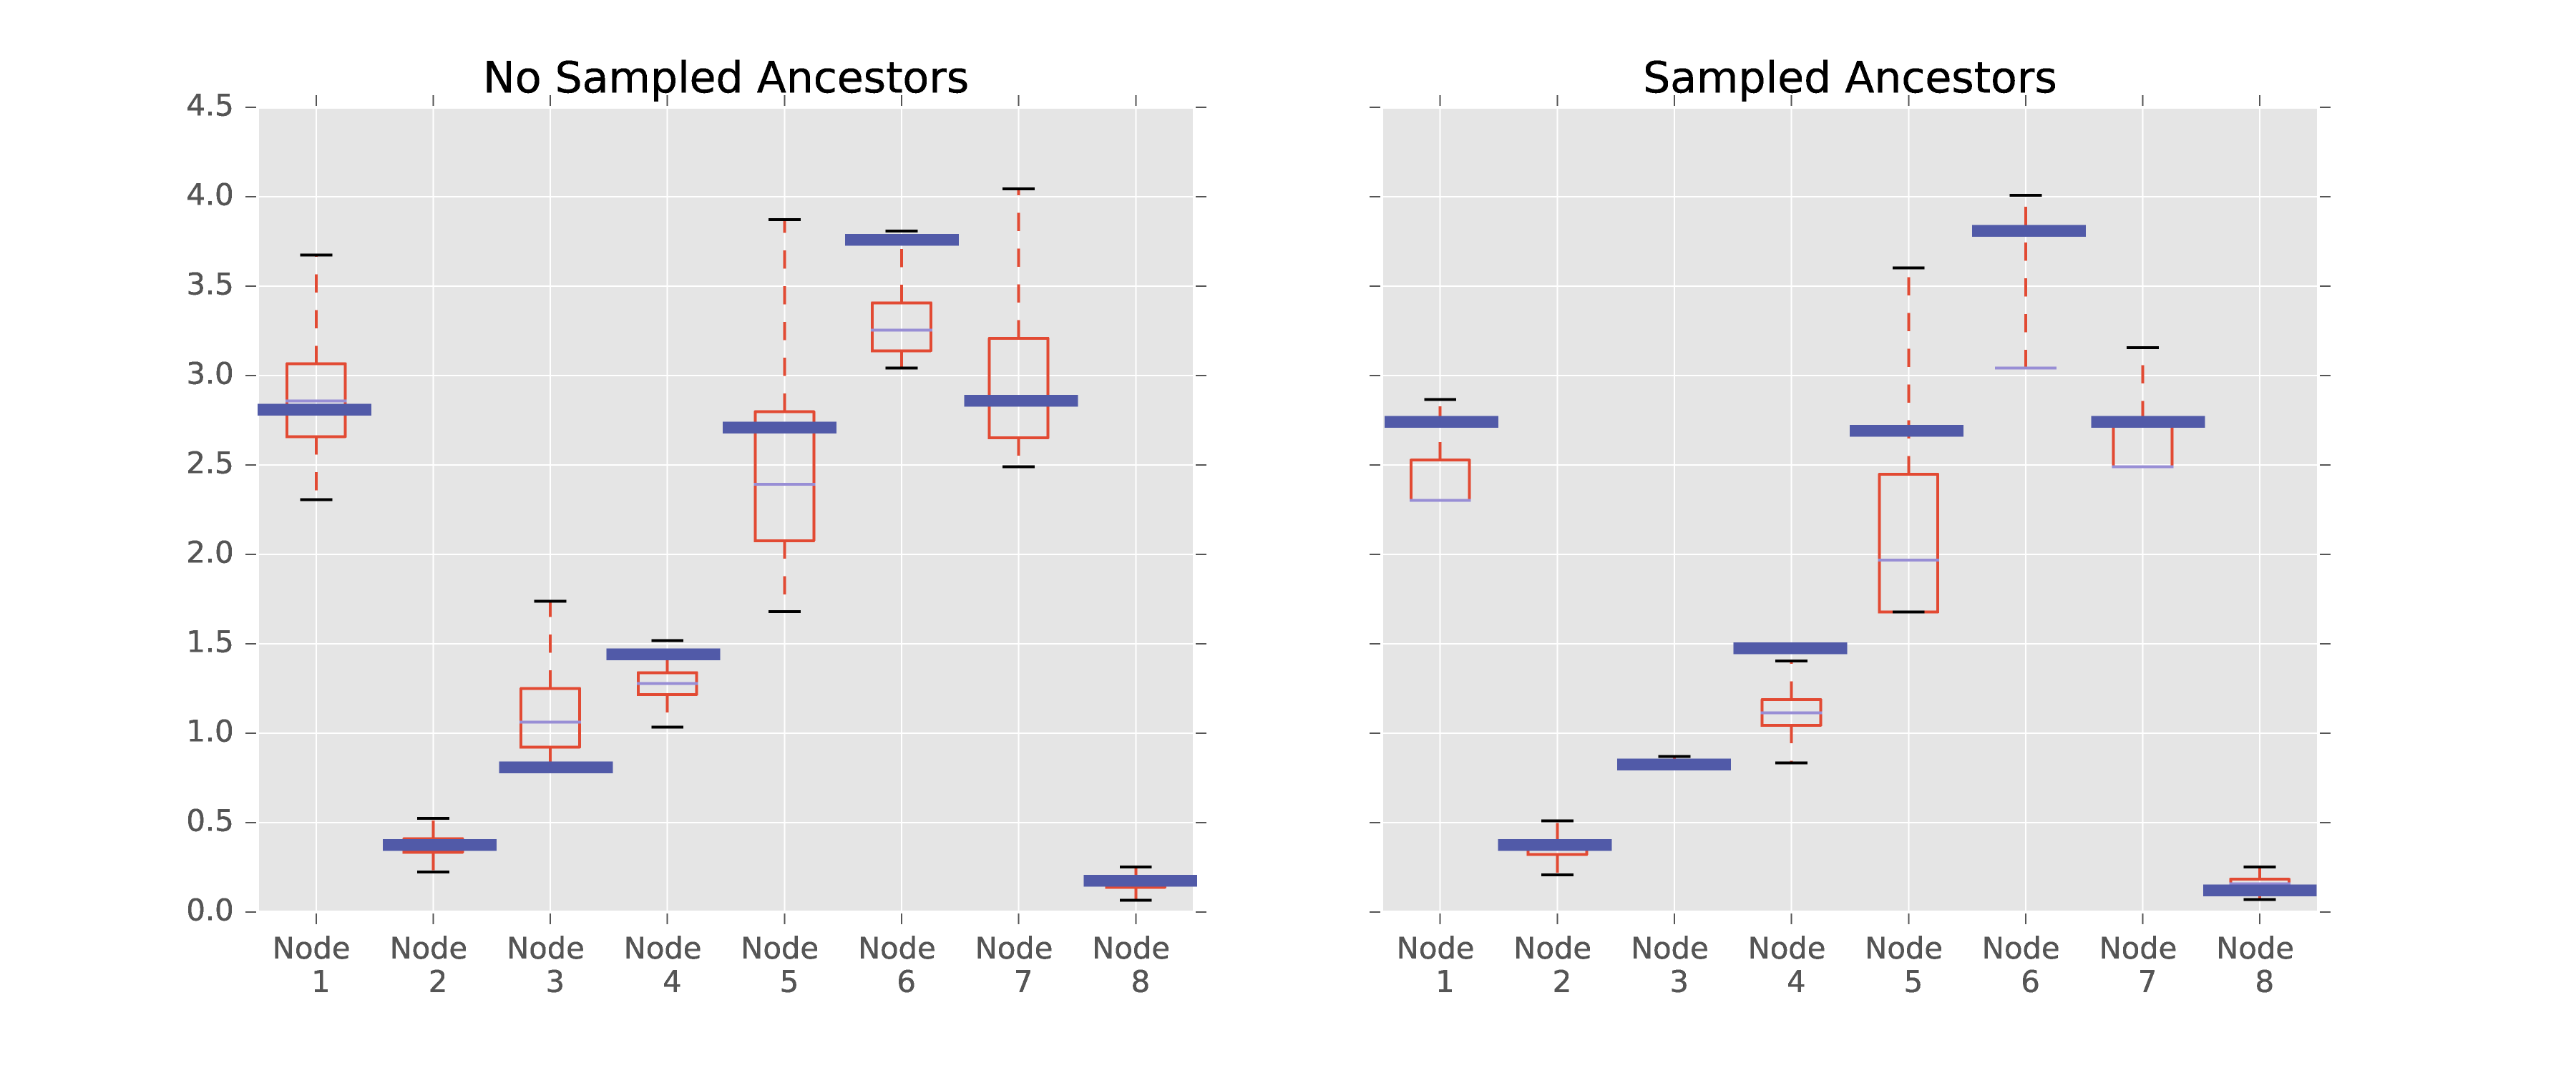 No Sampled Ancestors
4.5
4.0
3.5
3.0
2.5
2.0
1.5
1.0
0.5
0.0
Node Node Node Node Node Node Node Node
1 2 3 4 5 6 7 8
Sampled Ancestors
Node Node Node Node Node Node Node Node
1 2 3 4 5 6 7 8